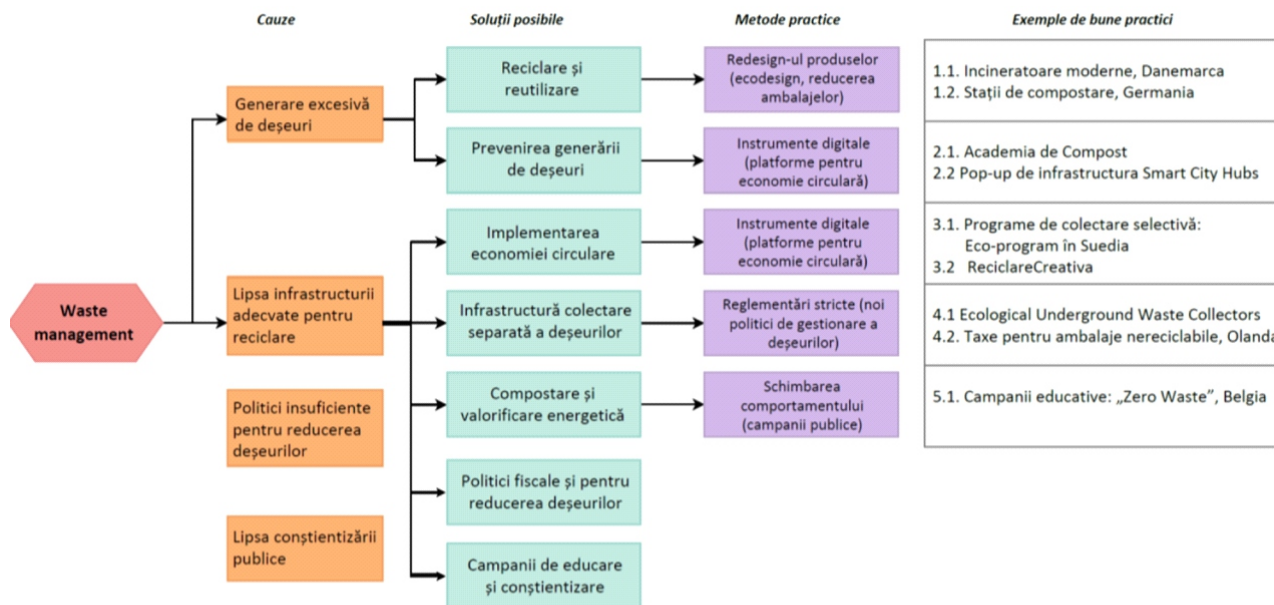 Cauze
Soluții posibile
Metode practice
Exemple de bune practici
Waste
management
Generare excesivă
de deșeuri
Lipsa infrastructurii
adecvate pentru
reciclare
Politici insuficiente
pentru reducerea
deșeurilor
Lipsa conștientizării
publice
Reciclare și
reutilizare
Prevenirea generării
de deșeuri
Implementarea
economiei circulare
Infrastructură colectare
separată a deșeurilor
Compostare și
valorificare energetică
Politici fiscale și pentru
reducerea deșeurilor
Campanii de educare
și conștientizare
Redesign-ul produselor
(ecodesign, reducerea
ambalajelor)
Instrumente digitale
(platforme pentru
economie circulară)
Instrumente digitale
(platforme pentru
economie circulară)
Reglementări stricte (noi
politici de gestionare a
deșeurilor)
Schimbarea
comportamentului
(campanii publice)
1.1. Incineratoare moderne, Danemarca
1.2. Stații de compostare, Germania
2.1. Academia de Compost
2.2 Pop-up de infrastructura Smart City Hubs
3.1. Programe de colectare selectivă:
Eco-program în Suedia
3.2 ReciclareCreativa
4.1 Ecological Underground Waste Collectors
4.2. Taxe pentru ambalaje nereciclabile, Olanda
5.1. Campanii educative: „Zero Waste”, Belgia